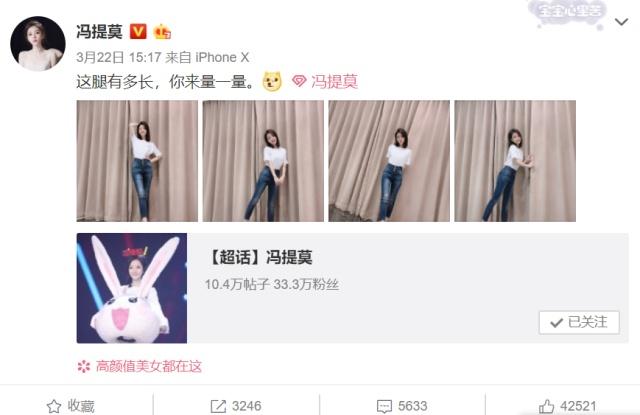 宝宝心里苦
冯提莫
3月22日 15:17 来自 iPhone X
这腿有多长，你来量一量。 冯提莫
【超话】冯提莫
10.4万帖子 33.3万粉丝
已关注
高颜值美女都在这
收藏 3246 5633 42521